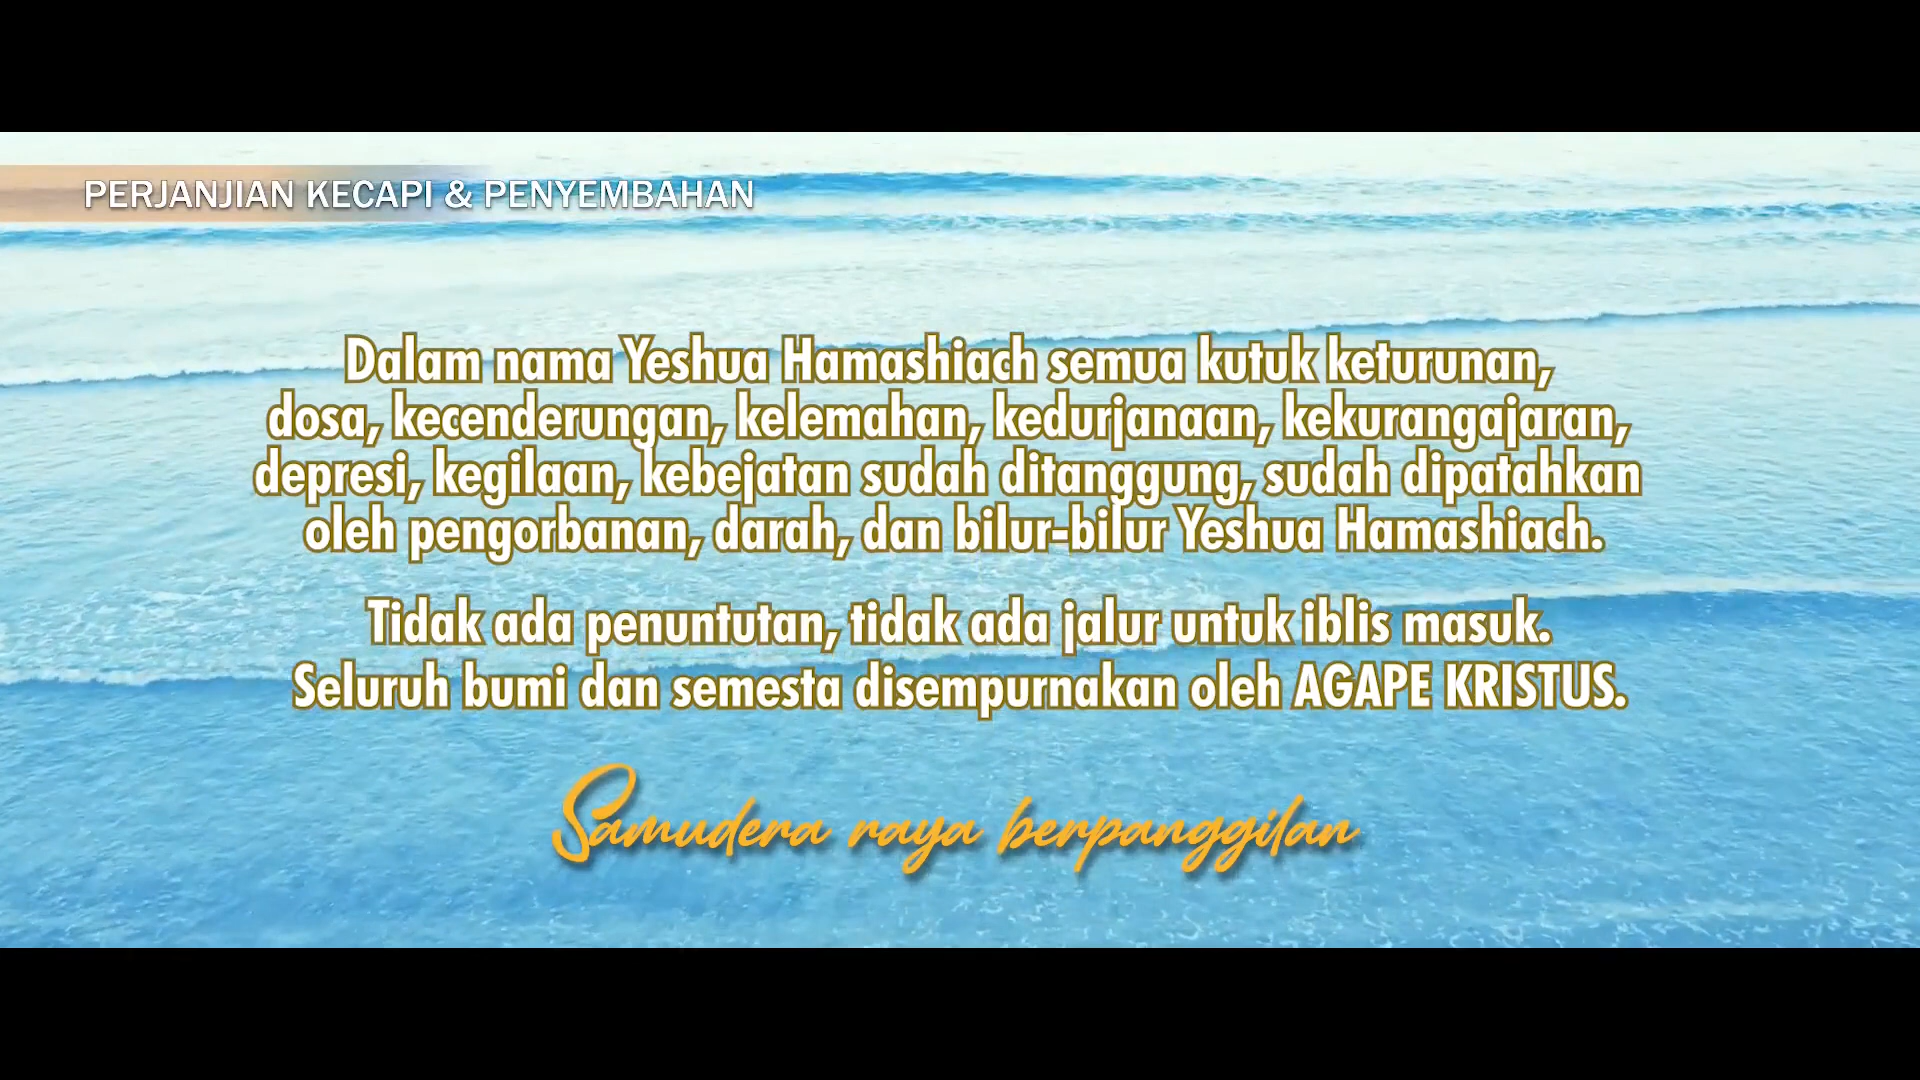 PERJANJIAN KECAPI & PENYEMBAHAN
Dalam nama Yeshua Hamashiach semua kutuk keturunan,
dosa, kecenderungan, kelemahan, kedurjanaan, kekurangajaran,
depresi, kegilaan, kebejatan sudah ditanggung, sudah dipatahkan
oleh pengorbanan, darah, dan bilur-bilur Yeshua Hamashiach.
Tidak ada penuntutan, tidak ada jalur untuk iblis masuk.
Seluruh bumi dan semesta disempurnakan oleh AGAPE KRISTUS.
Samudera raya berpanggilan